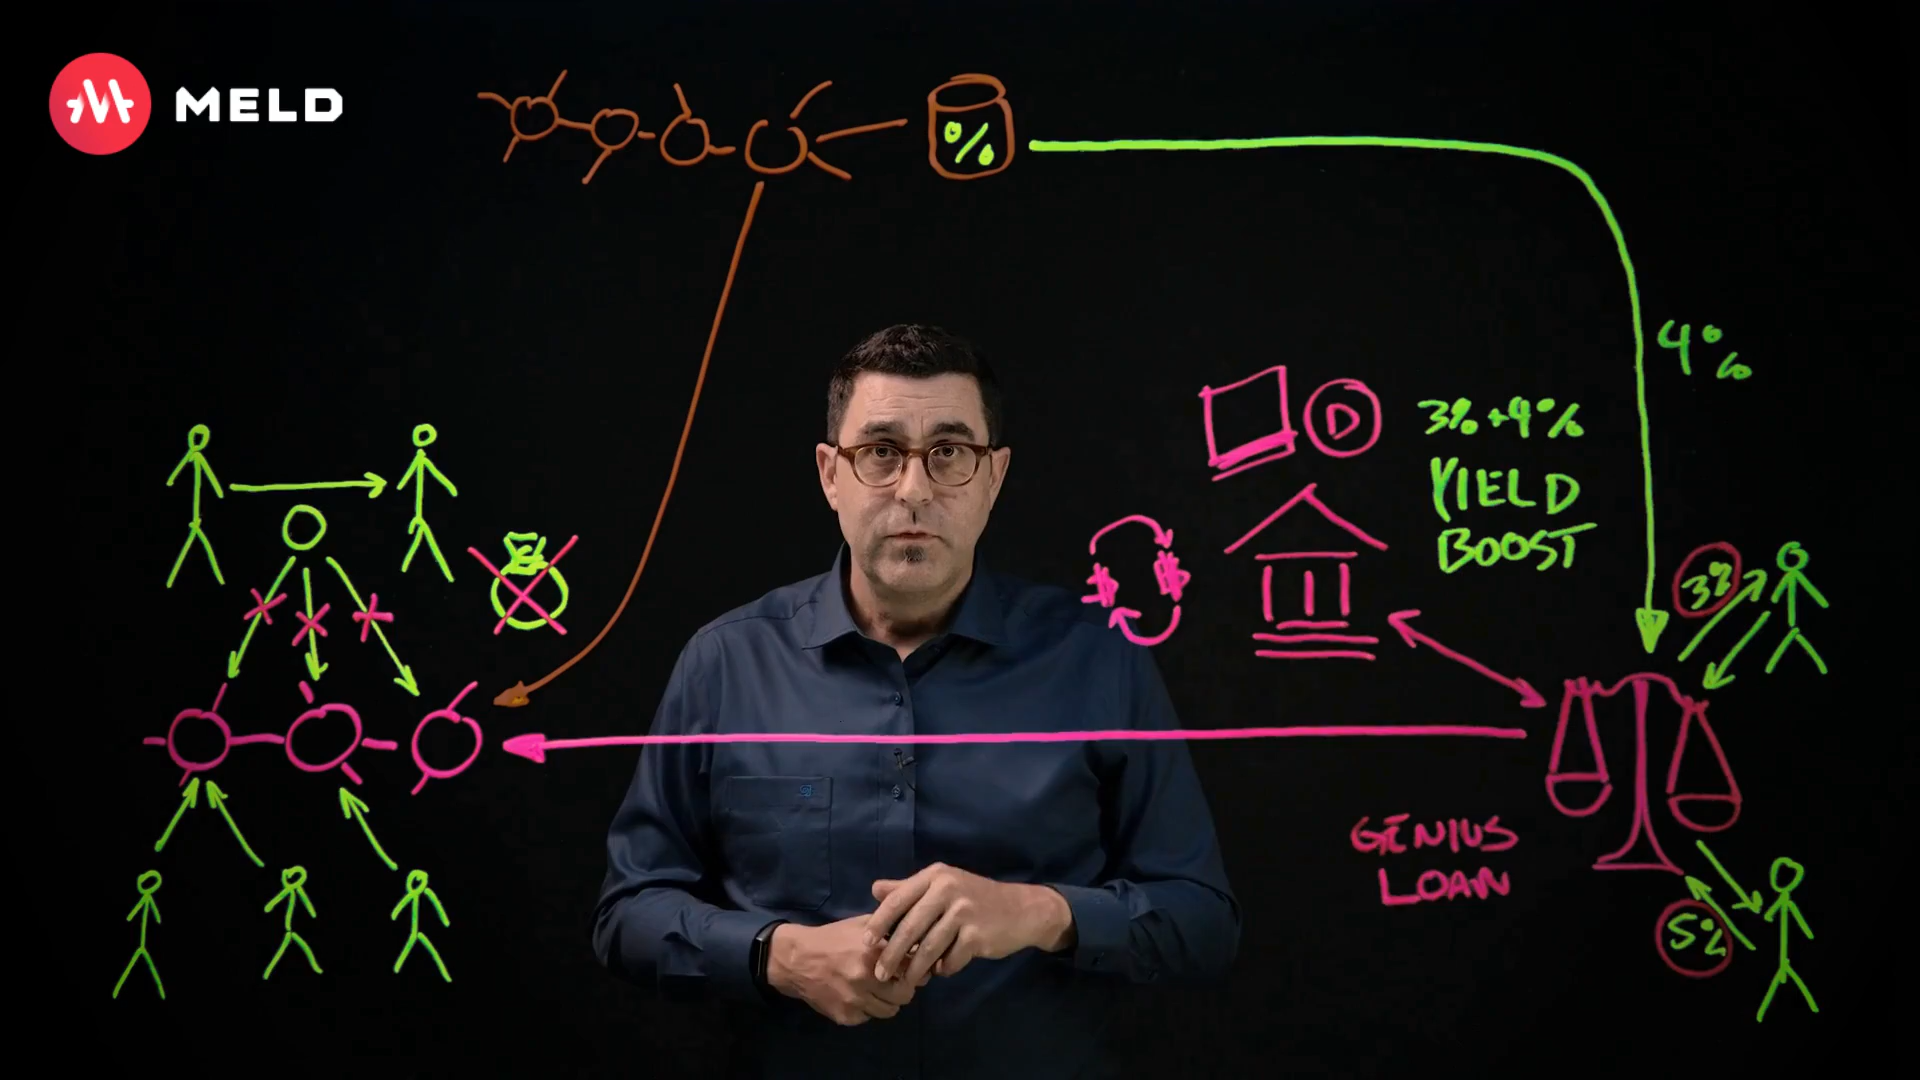 MELD
%
4%
D
3%+4%
YIELD
BOOST
$ $
3%
GENIUS
LOAN
5%